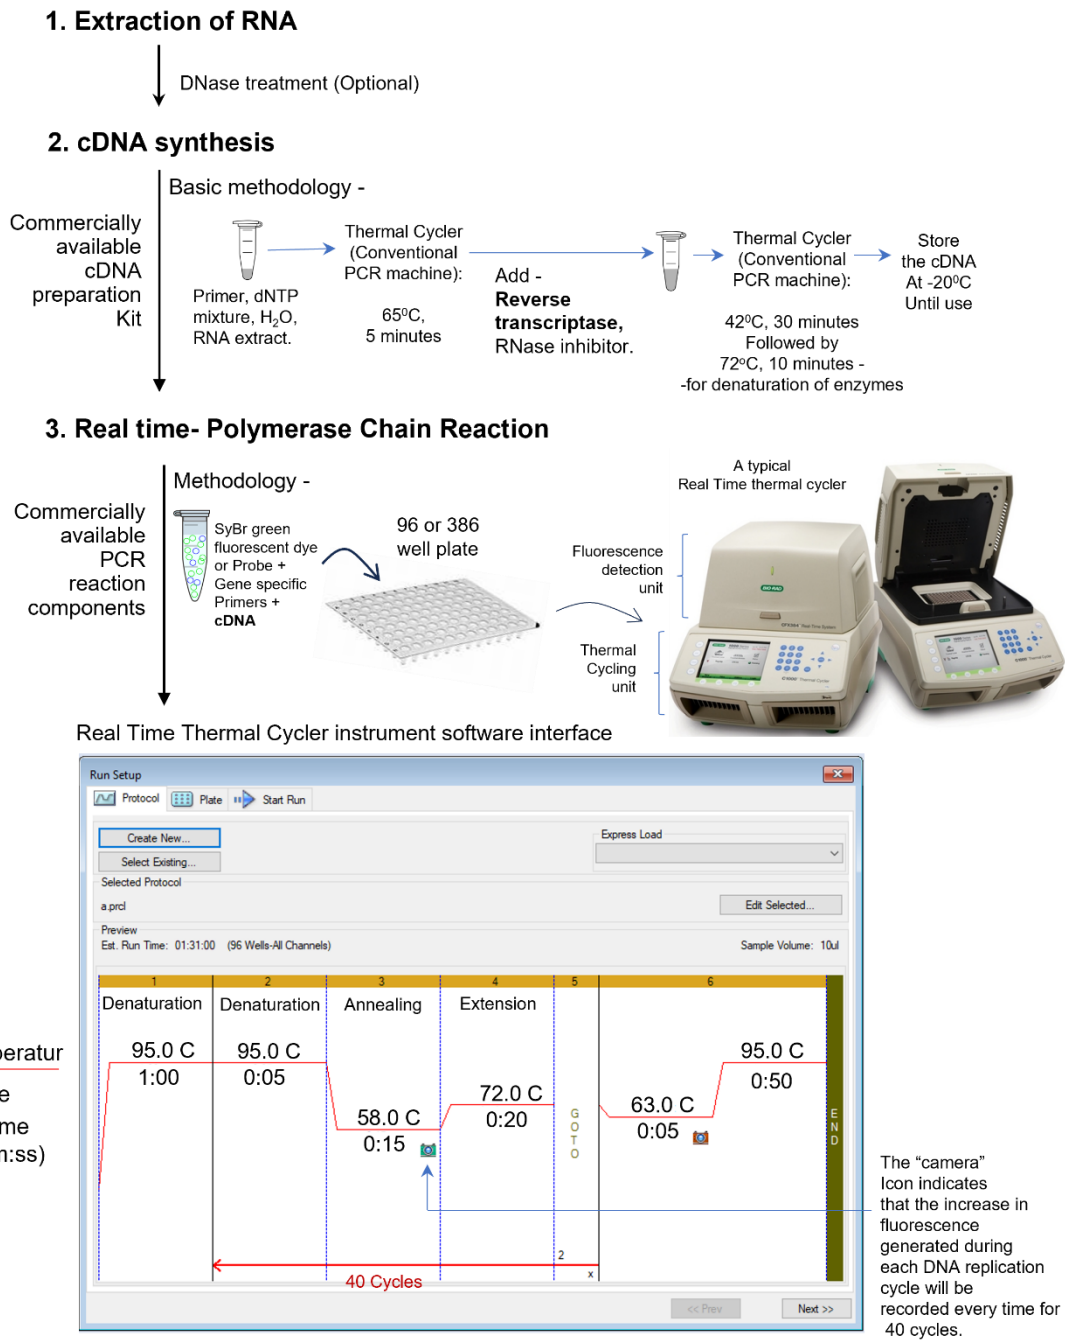 1. Extraction of RNA
DNase treatment (Optional)
2. cDNA synthesis
Basic methodology -
Commercially
available
cDNA
preparation
Kit
Primer, dNTP
mixture, H2O,
RNA extract.
Thermal Cycler
(Conventional
PCR machine):
65⁰C,
5 minutes
Add -
Reverse
transcriptase,
RNase inhibitor.
Thermal Cycler
(Conventional
PCR machine):
42⁰C, 30 minutes
Followed by
72ºC, 10 minutes -
-for denaturation of enzymes
Store
the cDNA
At -20⁰C
Until use
3. Real time- Polymerase Chain Reaction
Methodology -
Commercially
available
PCR
reaction
components
SyBr green
fluorescent dye
or Probe +
Gene specific
Primers +
cDNA
96 or 386
well plate
A typical
Real Time thermal cycler
Fluorescence
detection
unit
Thermal
Cycling
unit
BIO-RAD
Real Time Thermal Cycler instrument software interface
Run Setup
Protocol
Plate
Start Run
Create New...
Select Existing...
Express Load
Selected Protocol
a.prcl
Edit Selected...
Preview
Est. Run Time: 01:31:00 (96 Wells-All Channels)
Sample Volume: 10ul
1 2 3 4 5 6
Denaturation
Denaturation
Annealing
Extension
95.0 C
1:00
95.0 C
0:05
58.0 C
0:15
72.0 C
0:20
GOTO
63.0 C
0:05
95.0 C
0:50
END
2
x
40 Cycles
<< Prev
Next >>
peratur
e
me
n:ss)
The “camera”
Icon indicates
that the increase in
fluorescence
generated during
each DNA replication
cycle will be
recorded every time for
40 cycles.